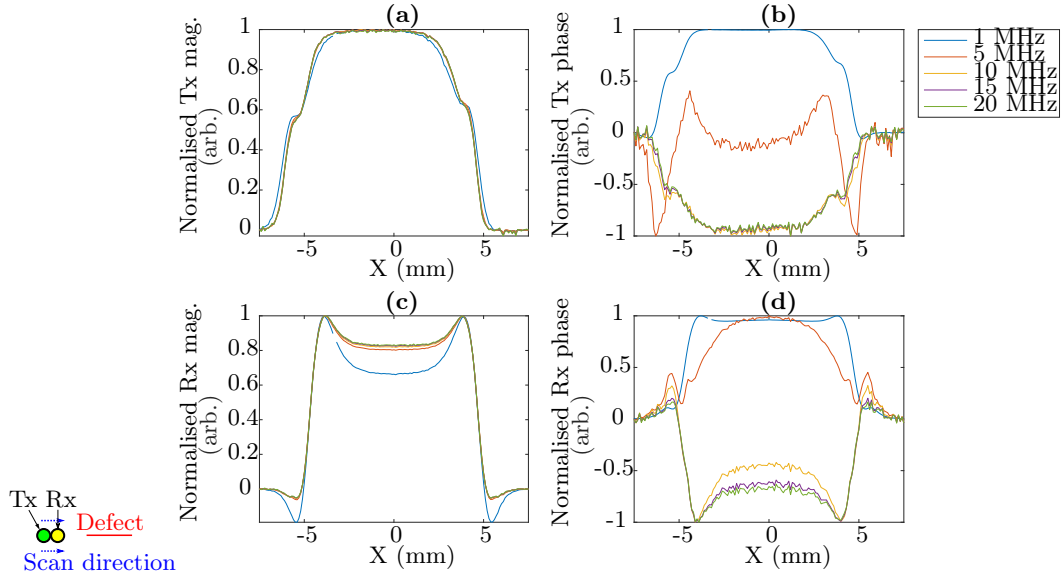 (a)
Normalised Tx mag.
(arb.)
1
0.8
0.6
0.4
0.2
0
-5
0
5
X (mm)
(b)
Normalised Tx phase
(arb.)
1
0.5
0
-0.5
-1
-5
0
5
X (mm)
1 MHz
5 MHz
10 MHz
15 MHz
20 MHz
(c)
Normalised Rx mag.
(arb.)
1
0.8
0.6
0.4
0.2
0
-5
0
5
X (mm)
(d)
Normalised Rx phase
(arb.)
1
0.5
0
-0.5
-1
-5
0
5
X (mm)
Tx Rx
Defect
Scan direction